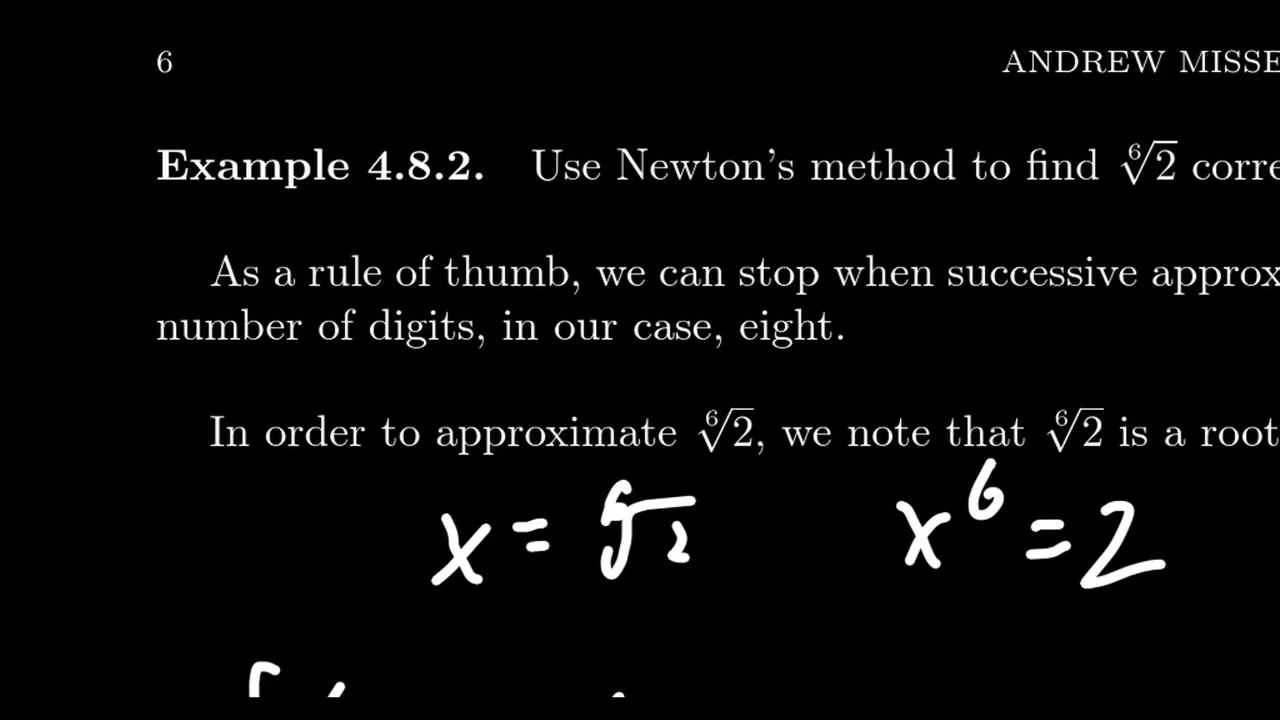 6 ANDREW MISSE
Example 4.8.2. Use Newton's method to find ⁶√2 corre
As a rule of thumb, we can stop when successive approx
number of digits, in our case, eight.
In order to approximate ⁶√2, we note that ⁶√2 is a root
x = ⁶√2 x⁶ = 2